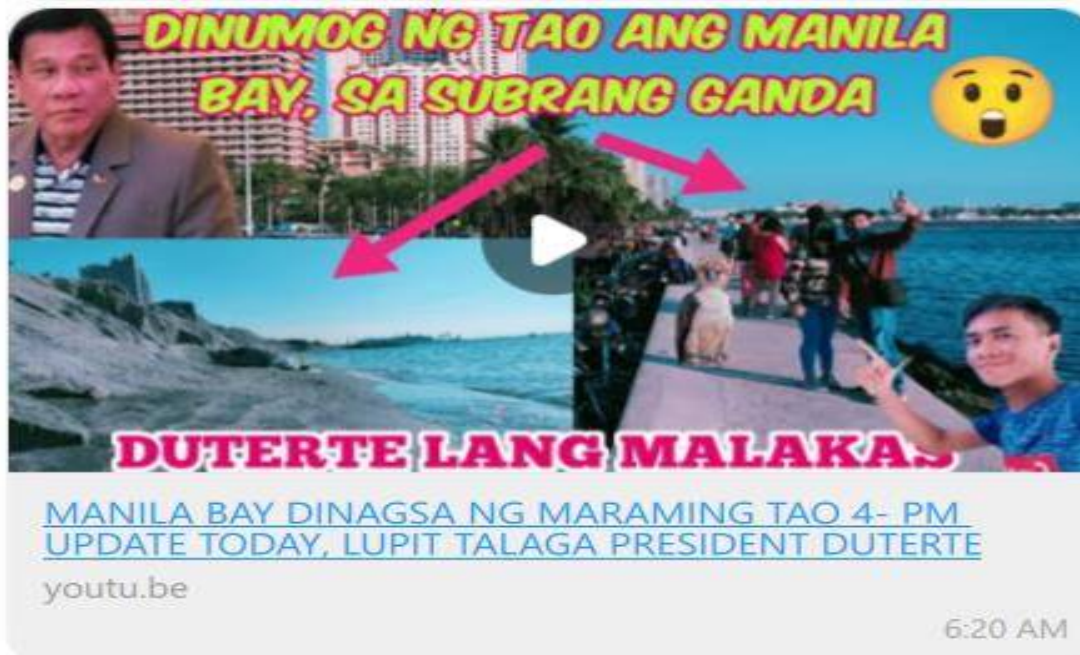 DINUMOG NG TAO ANG MANILA
BAY, SA SUBRANG GANDA
DUTERTE LANG MALAKAS
MANILA BAY DINAGSA NG MARAMING TAO 4- PM
UPDATE TODAY, LUPIT TALAGA PRESIDENT DUTERTE
youtu.be
6:20 AM